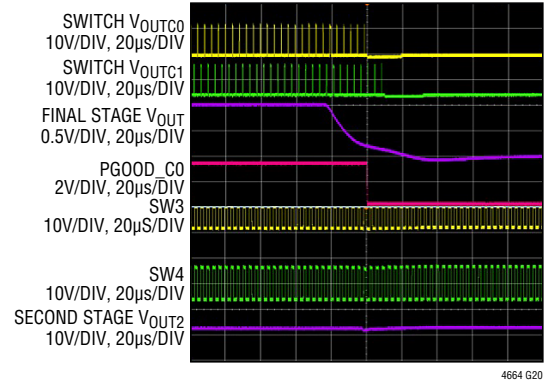 SWITCH VOUTC0
10V/DIV, 20µs/DIV
SWITCH VOUTC1
10V/DIV, 20µs/DIV
FINAL STAGE VOUT
0.5V/DIV, 20µs/DIV
PGOOD_C0
2V/DIV, 20µs/DIV
SW3
10V/DIV, 20µS/DIV
SW4
10V/DIV, 20µs/DIV
SECOND STAGE VOUT2
10V/DIV, 20µs/DIV
4664 G20